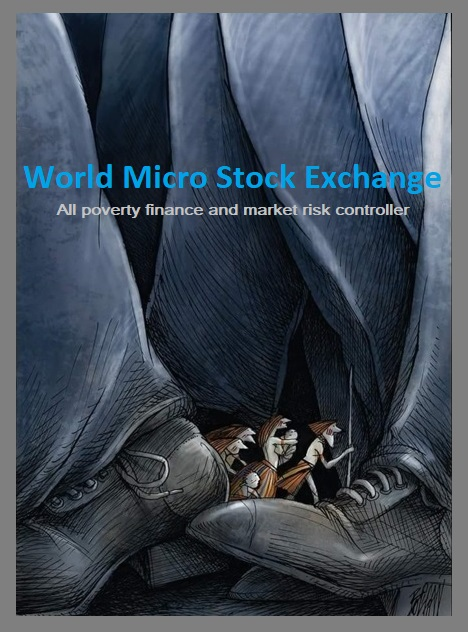 World Micro Stock Exchange
All poverty finance and market risk controller